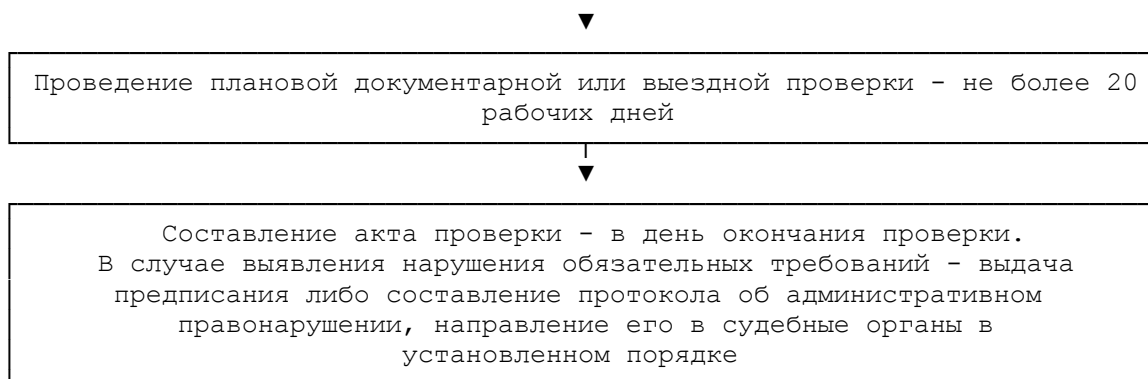 Проведение плановой документарной или выездной проверки - не более 20
рабочих дней
Составление акта проверки - в день окончания проверки.
В случае выявления нарушения обязательных требований - выдача
предписания либо составление протокола об административном
правонарушении, направление его в судебные органы в
установленном порядке